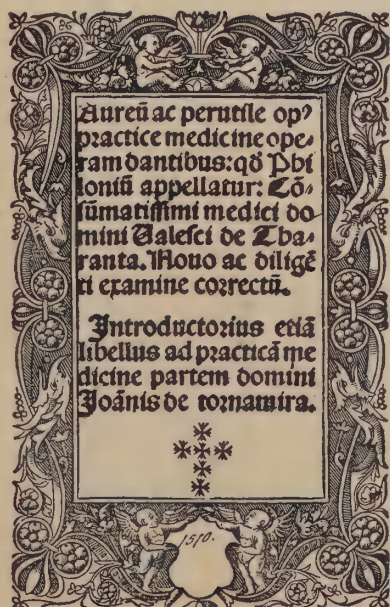 Aureū ac perutile opꝰ
practice medicine ope⸗
ram dantibus: qd̄ Phi
loniū appellatur: Cō⸗
sūmatissimi medici do
mini Valesci de Tha⸗
ranta. Nouo ac diligē
ti examine correctū.
Introductorius etiā
libellus ad practicā me
dicine partem domini
Joānis de tornamira.
1510.